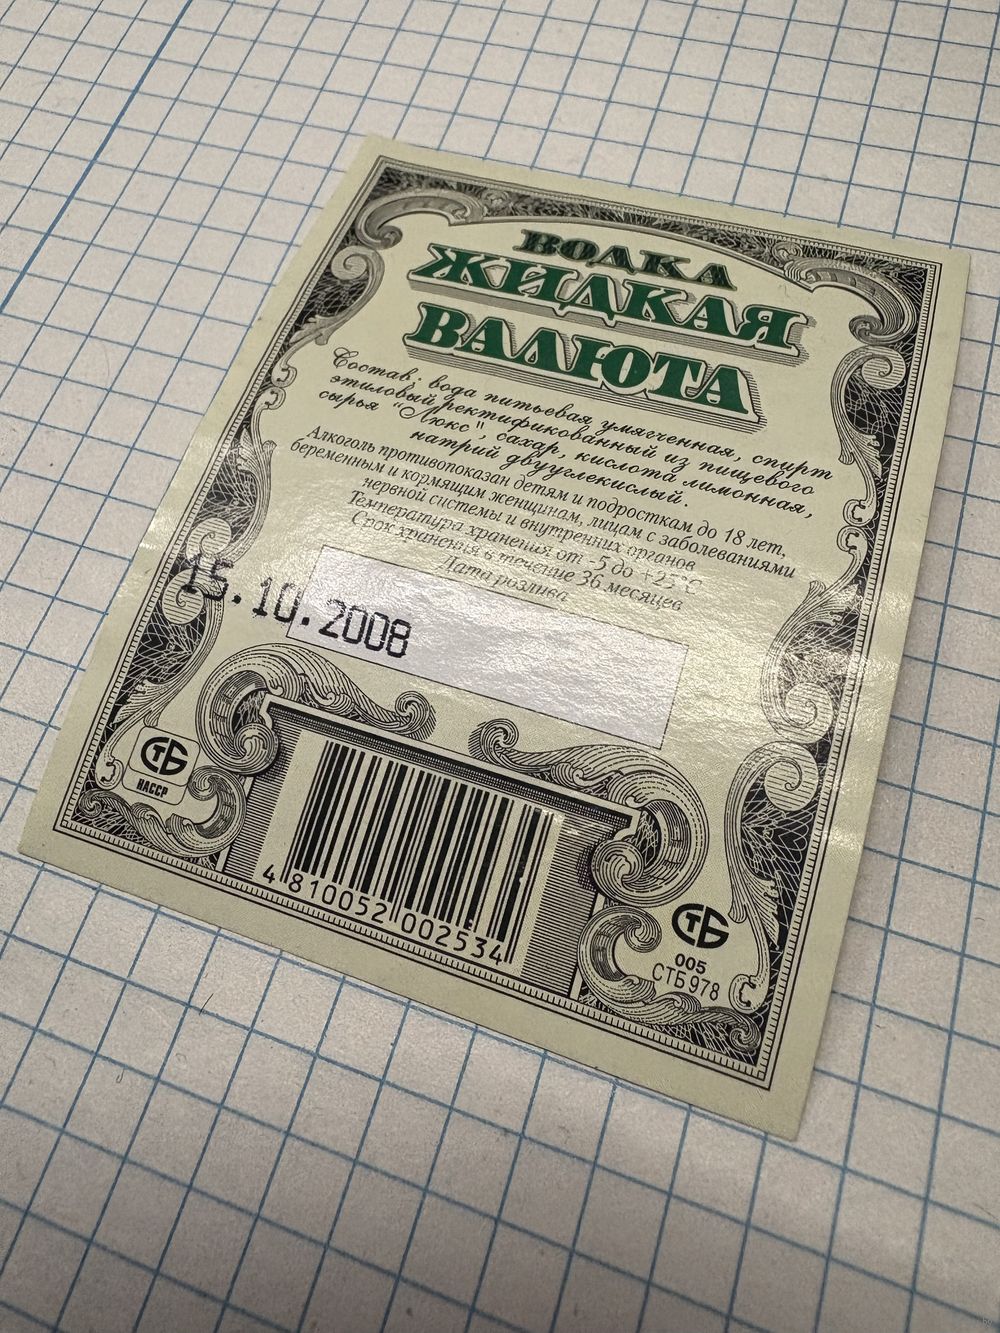 ВОДКА
ЖИДКАЯ
ВАЛЮТА
Состав: вода питьевая умягченная, спирт
этиловый ректификованный из пищевого
сырья "Люкс", сахар, кислота лимонная,
натрий двууглекислый.
Алкоголь противопоказан детям и подросткам до 18 лет,
беременным и кормящим женщинам, лицам с заболеваниями
нервной системы и внутренних органов
Температура хранения от -5 до +25°С
Срок хранения в течение 36 месяцев
Дата розлива
15.10.2008
СТБ
НАССР
4 810052 002534
СТБ
005
СТБ 978